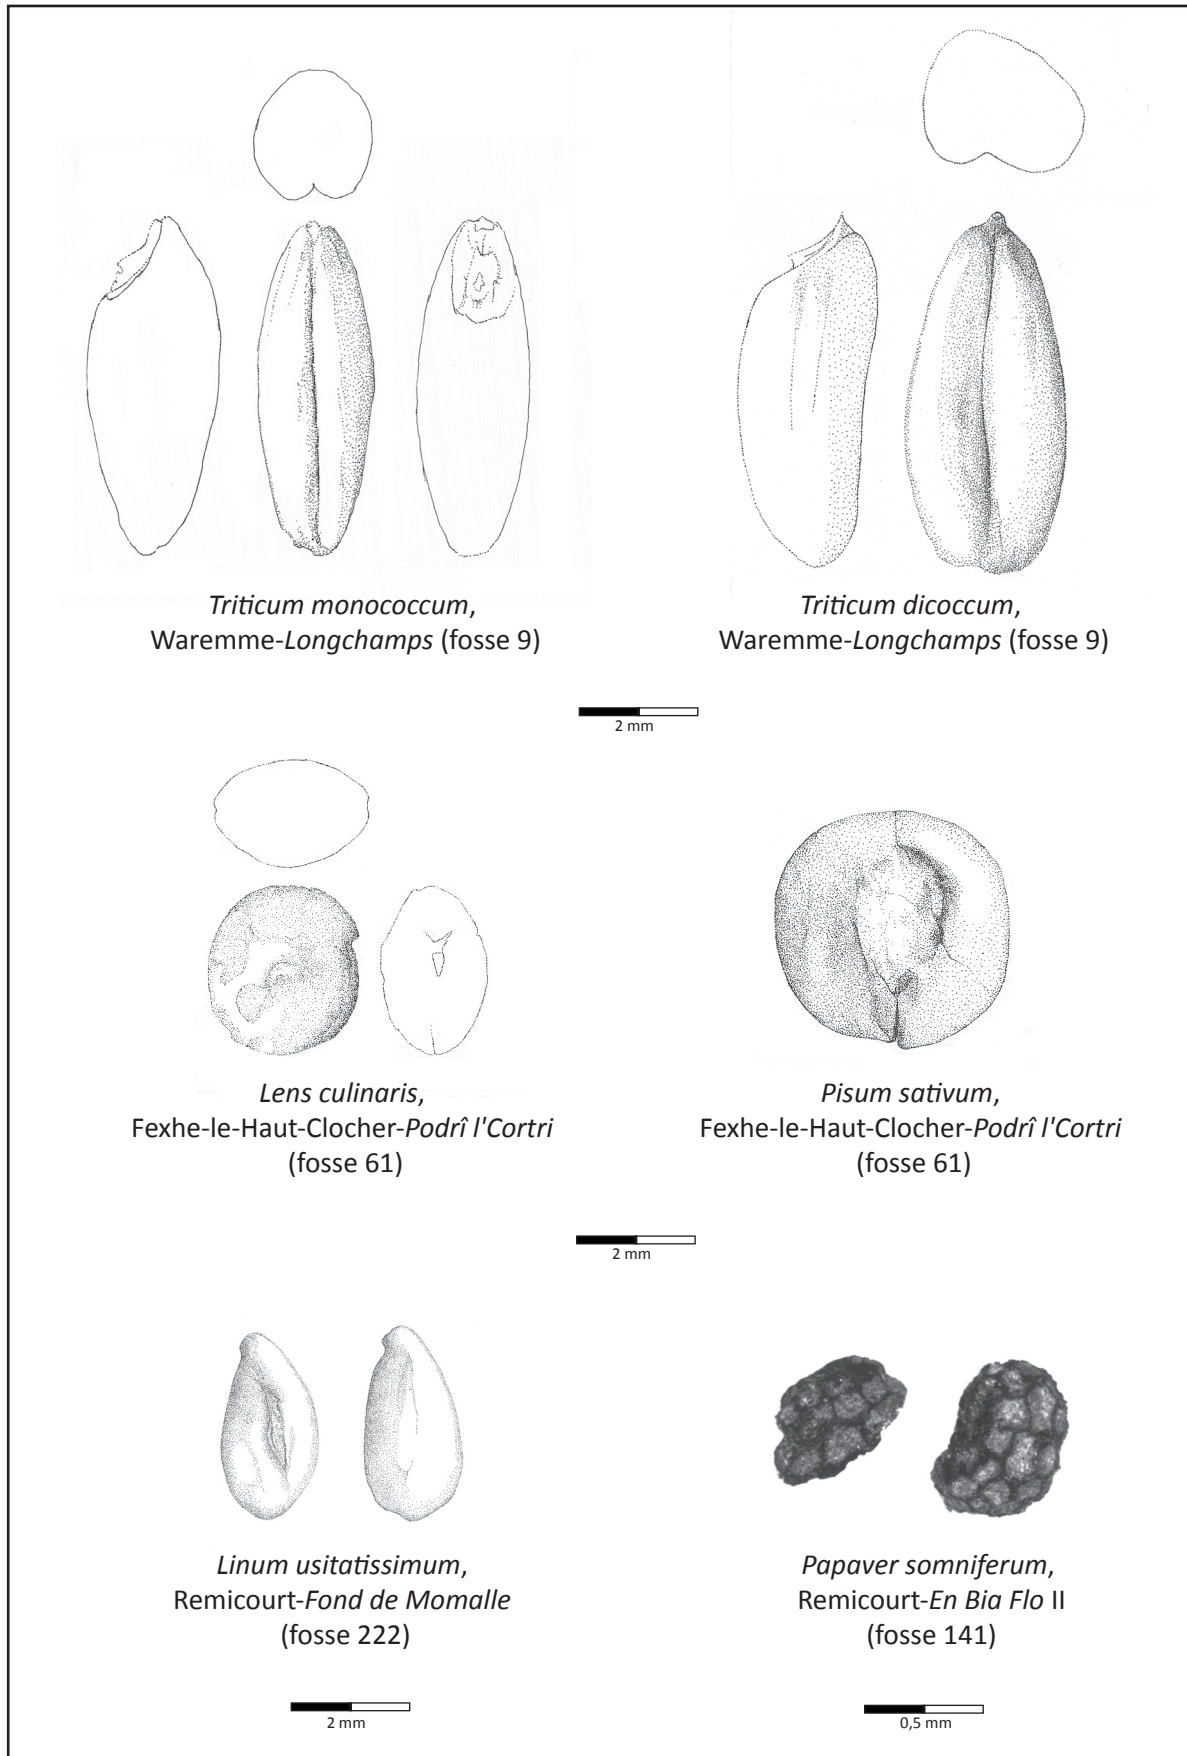 Triticum monococcum,
Waremme-Longchamps (fosse 9)
Triticum dicoccum,
Waremme-Longchamps (fosse 9)
2 mm
Lens culinaris,
Fexhe-le-Haut-Clocher-Podrî l'Cortri
(fosse 61)
Pisum sativum,
Fexhe-le-Haut-Clocher-Podrî l'Cortri
(fosse 61)
2 mm
Linum usitatissimum,
Remicourt-Fond de Momalle
(fosse 222)
Papaver somniferum,
Remicourt-En Bia Flo II
(fosse 141)
2 mm
0,5 mm